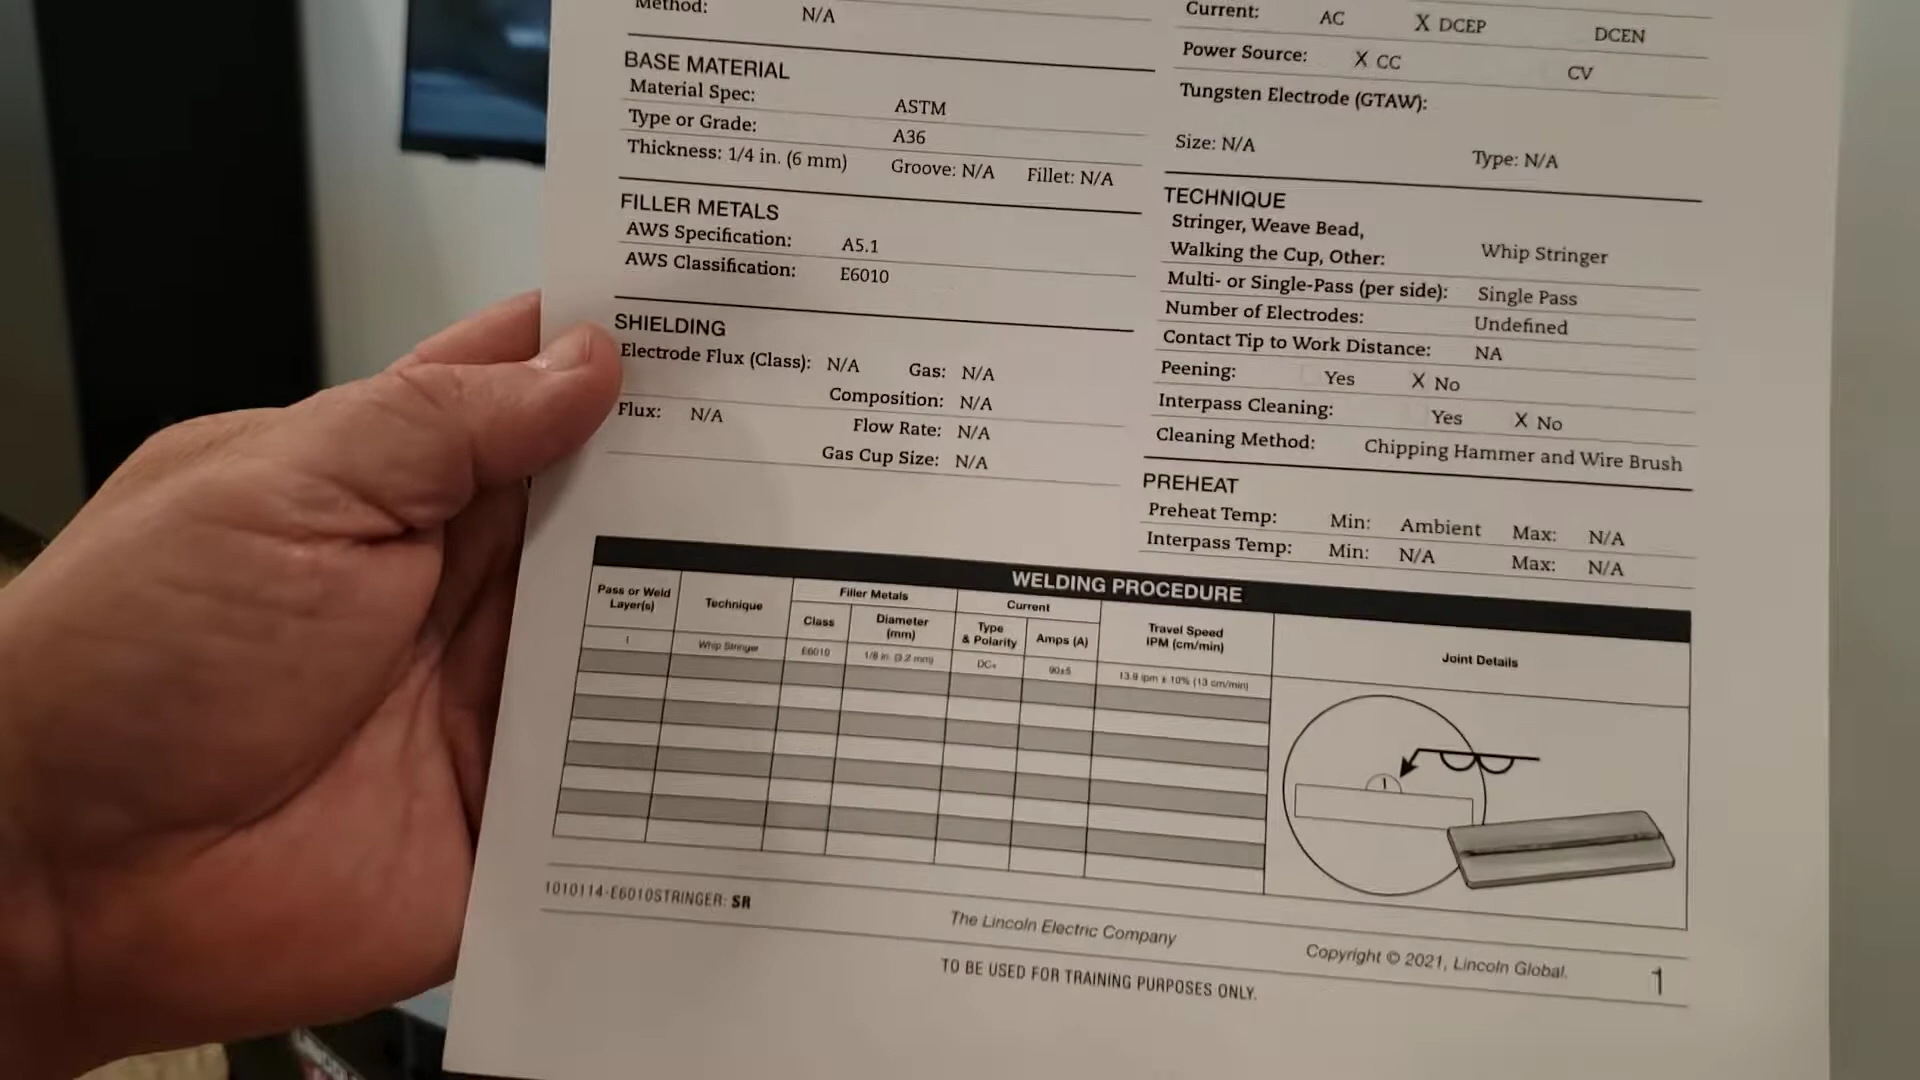 Method: N/A
BASE MATERIAL
Material Spec: ASTM
Type or Grade: A36
Thickness: 1/4 in. (6 mm) Groove: N/A Fillet: N/A
FILLER METALS
AWS Specification: A5.1
AWS Classification: E6010
SHIELDING
Electrode Flux (Class): N/A Gas: N/A
Composition: N/A
Flux: N/A Flow Rate: N/A
Gas Cup Size: N/A
Current: AC X DCEP DCEN
Power Source: X CC CV
Tungsten Electrode (GTAW):
Size: N/A Type: N/A
TECHNIQUE
Stringer, Weave Bead,
Walking the Cup, Other: Whip Stringer
Multi- or Single-Pass (per side): Single Pass
Number of Electrodes: Undefined
Contact Tip to Work Distance: NA
Peening: Yes X No
Interpass Cleaning: Yes X No
Cleaning Method: Chipping Hammer and Wire Brush
PREHEAT
Preheat Temp: Min: Ambient Max: N/A
Interpass Temp: Min: N/A Max: N/A
WELDING PROCEDURE
Pass or Weld Layer(s) Technique Filler Metals Current Travel Speed IPM (cm/min) Joint Details
Class Diameter (mm) Type & Polarity Amps (A)
1 Whip Stringer E6010 1/8 in. (3.2 mm) DC+ 90±5 13.9 ipm ± 10% (13 cm/min)
1
1010114-E6010STRINGER: SR
The Lincoln Electric Company
Copyright © 2021, Lincoln Global.
1
TO BE USED FOR TRAINING PURPOSES ONLY.